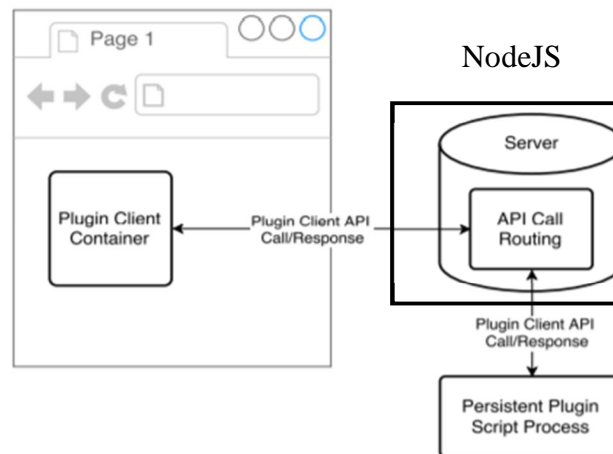 Page 1
NodeJS
Server
Plugin Client
Container
Plugin Client API
Call/Response
API Call
Routing
Plugin Client API
Call/Response
Persistent Plugin
Script Process